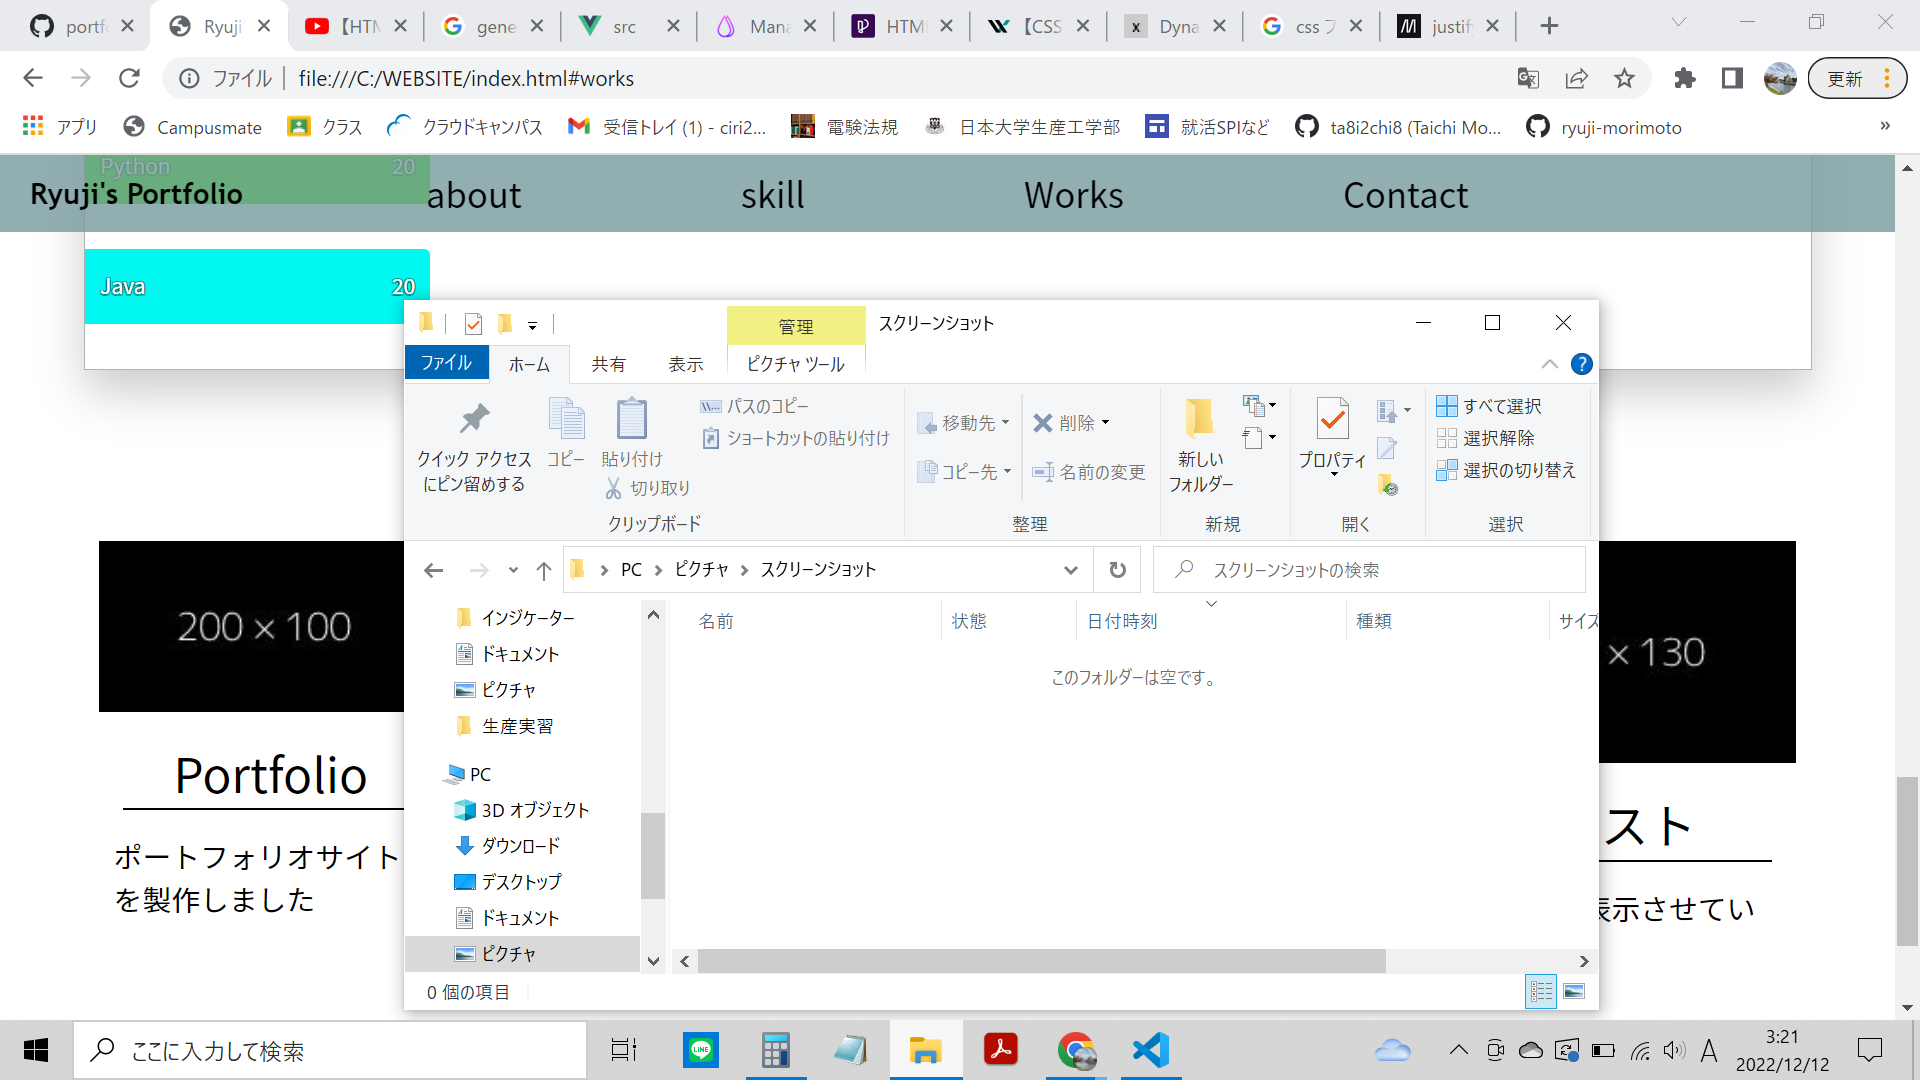 portf
Ryuji
【HTM
gene
src
Mana
HTM
【CSS
Dyna
css フ
justify
ファイル
file:///C:/WEBSITE/index.html#works
更新
アプリ
Campusmate
クラス
クラウドキャンパス
受信トレイ (1) - ciri2...
電験法規
日本大学生産工学部
就活SPIなど
ta8i2chi8 (Taichi Mo...
ryuji-morimoto
»
Python 20
Ryuji's Portfolio
about
skill
Works
Contact
Java 20
管理
スクリーンショット
ファイル
ホーム
共有
表示
ピクチャ ツール
クイック アクセス
にピン留めする
コピー
貼り付け
パスのコピー
ショートカットの貼り付け
切り取り
クリップボード
移動先
コピー先
削除
名前の変更
整理
新しい
フォルダー
新規
プロパティ
開く
すべて選択
選択解除
選択の切り替え
選択
PC
ピクチャ
スクリーンショット
スクリーンショットの検索
インジケーター
ドキュメント
ピクチャ
生産実習
PC
3D オブジェクト
ダウンロード
デスクトップ
ドキュメント
ピクチャ
名前
状態
日付時刻
種類
サイズ
このフォルダーは空です。
0 個の項目
200 × 100
Portfolio
ポートフォリオサイト
を製作しました
× 130
スト
表示させてい
ここに入力して検索
LINE
A
3:21
2022/12/12